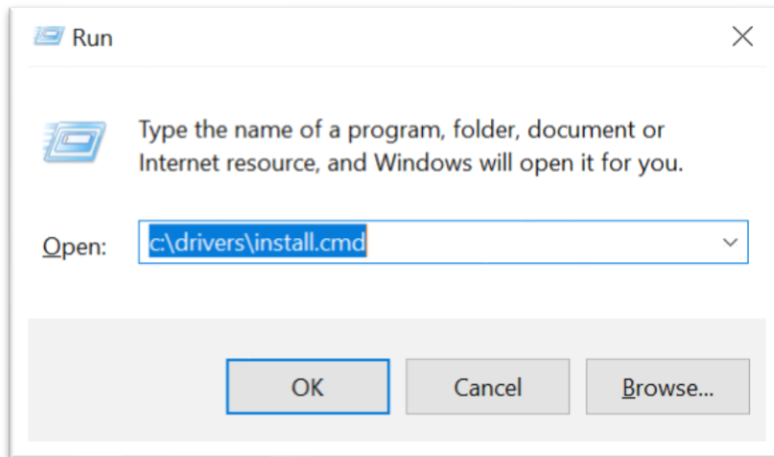 Run
Type the name of a program, folder, document or
Internet resource, and Windows will open it for you.
Open: c:\drivers\install.cmd
OK Cancel Browse...